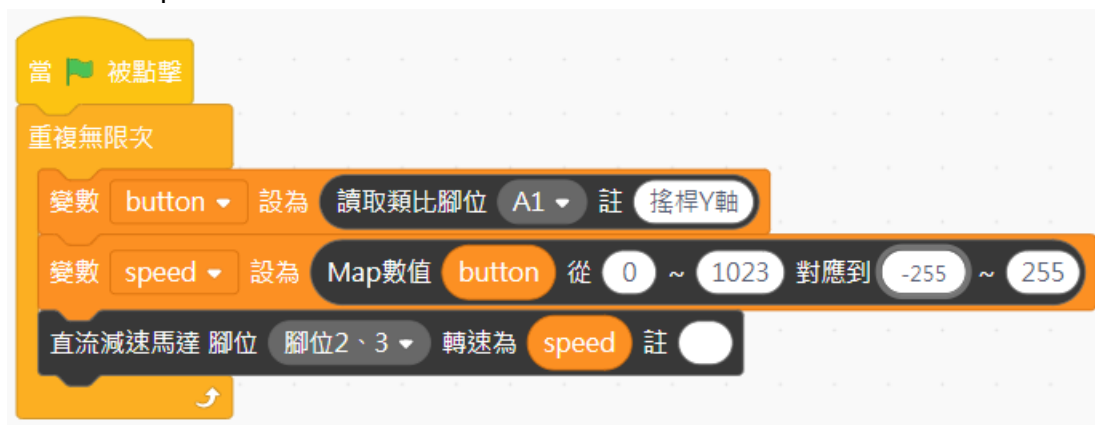 當 被點擊
重複無限次
變數 button 設為 讀取類比腳位 A1 註 搖桿Y軸
變數 speed 設為 Map數值 button 從 0 ~ 1023 對應到 -255 ~ 255
直流減速馬達 腳位 腳位2、3 轉速為 speed 註